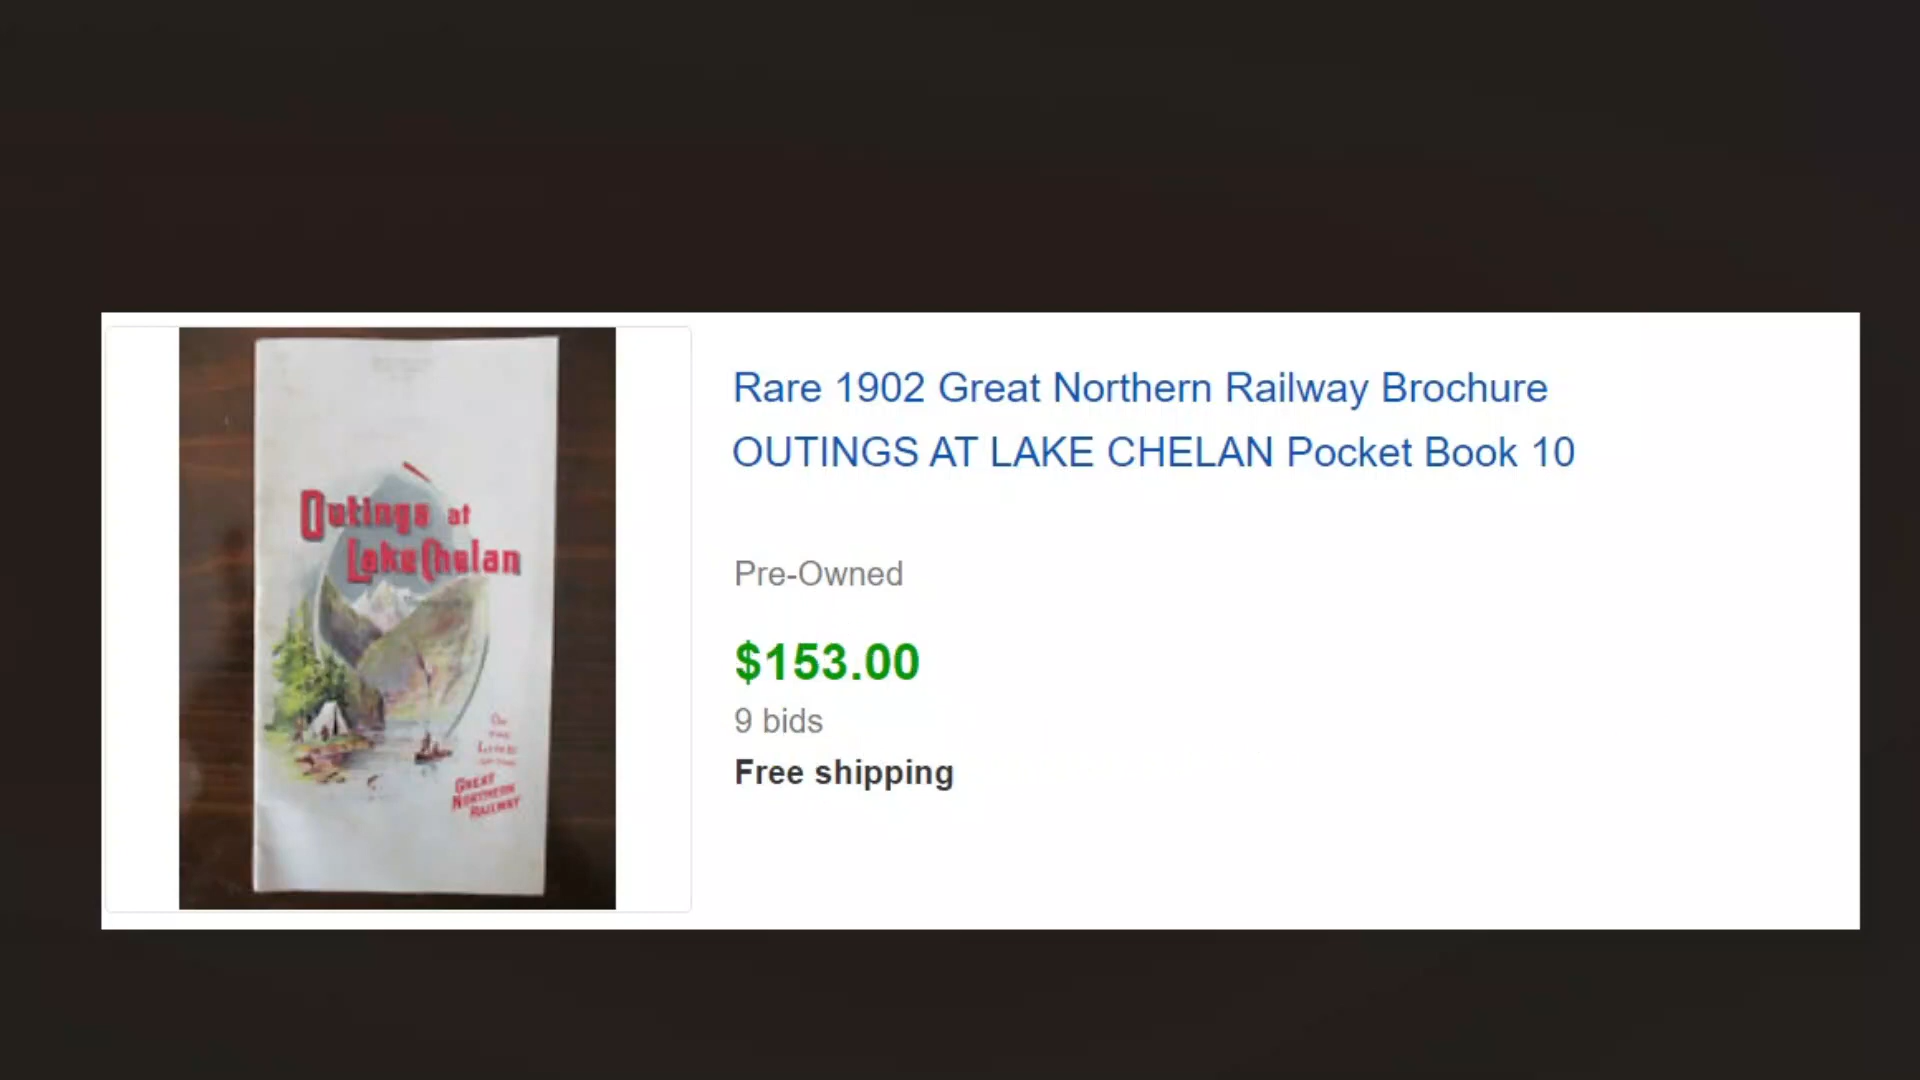 Outings at
Lake Chelan
GREAT
NORTHERN
RAILWAY
Rare 1902 Great Northern Railway Brochure
OUTINGS AT LAKE CHELAN Pocket Book 10
Pre-Owned
$153.00
9 bids
Free shipping